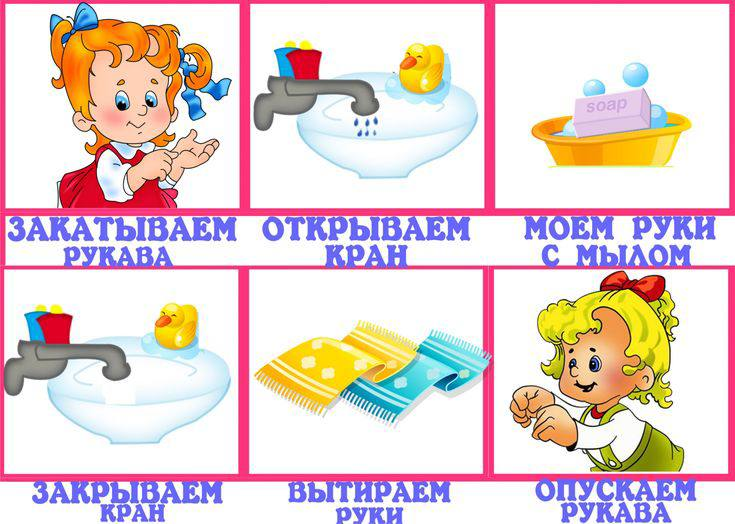 ЗАКАТЫВАЕМ
РУКАВА
ОТКРЫВАЕМ
КРАН
soap
МОЕМ РУКИ
С МЫЛОМ
ЗАКРЫВАЕМ
КРАН
ВЫТИРАЕМ
РУКИ
ОПУСКАЕМ
РУКАВА